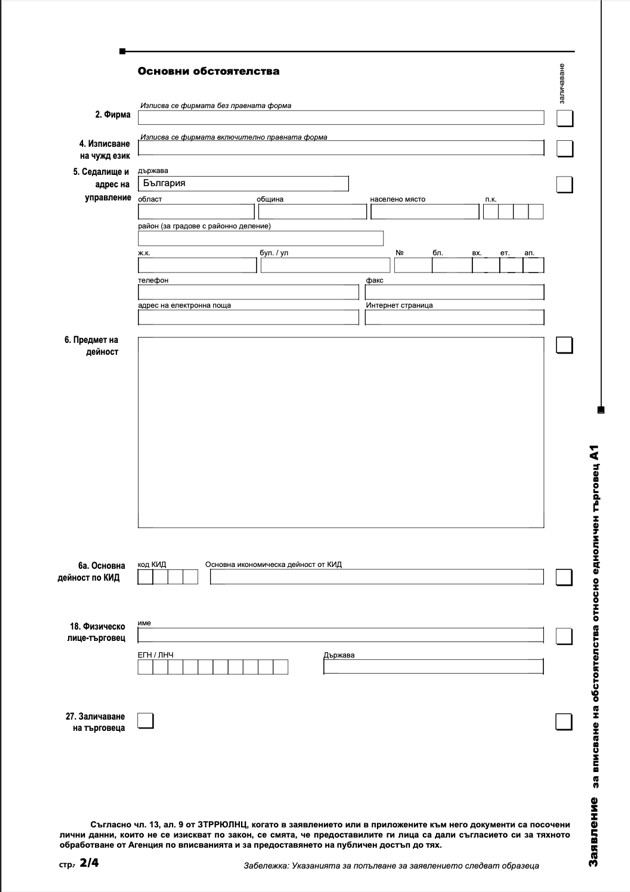 Основни обстоятелства
заличаване
Изписва се фирмата без правната форма
2. Фирма
Изписва се фирмата включително правната форма
4. Изписване
на чужд език
5. Седалище и
адрес на
управление
държава
България
област община населено място п.к.
район (за градове с районно деление)
ж.к. бул. / ул № бл. вх. ет. ап.
телефон факс
адрес на електронна поща Интернет страница
6. Предмет на
дейност
6а. Основна
дейност по КИД
код КИД Основна икономическа дейност от КИД
18. Физическо
лице-търговец
име
ЕГН / ЛНЧ Държава
27. Заличаване
на търговеца
Заявление за вписване на обстоятелства относно едноличен търговец А1
Съгласно чл. 13, ал. 9 от ЗТРРЮЛНЦ, когато в заявлението или в приложените към него документи са посочени
лични данни, които не се изискват по закон, се смята, че предоставилите ги лица са дали съгласието си за тяхното
обработване от Агенция по вписванията и за предоставянето на публичен достъп до тях.
стр. 2/4 Забележка: Указанията за попълване за заявлението следват образеца